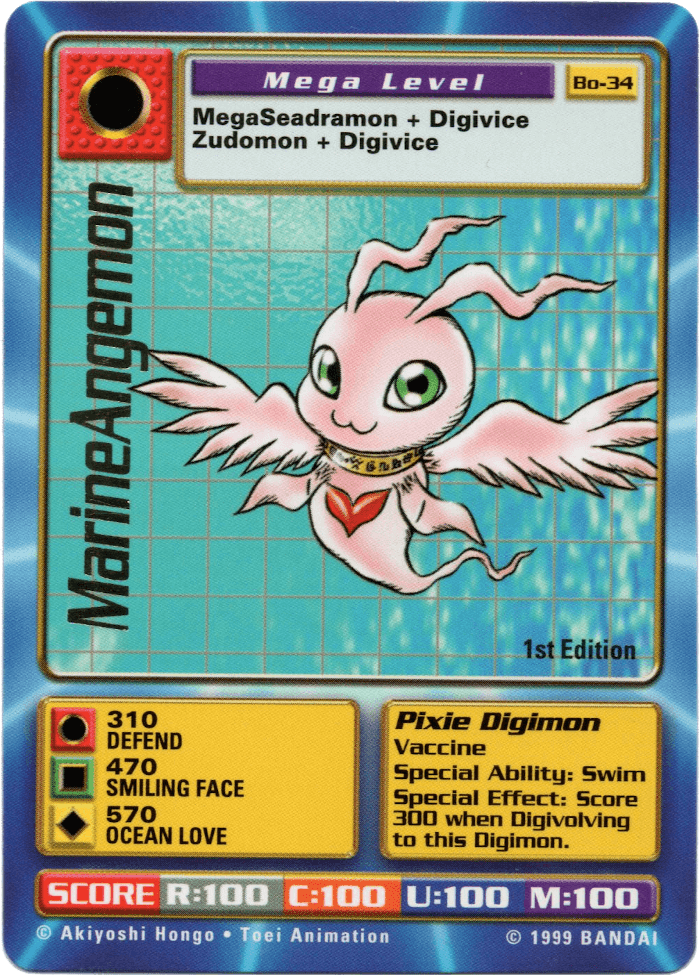 Mega Level
Bo-34
MegaSeadramon + Digivice
Zudomon + Digivice
MarineAngemon
1st Edition
310
DEFEND
470
SMILING FACE
570
OCEAN LOVE
Pixie Digimon
Vaccine
Special Ability: Swim
Special Effect: Score
300 when Digivolving
to this Digimon.
SCORE R:100 C:100 U:100 M:100
© Akiyoshi Hongo • Toei Animation
© 1999 BANDAI